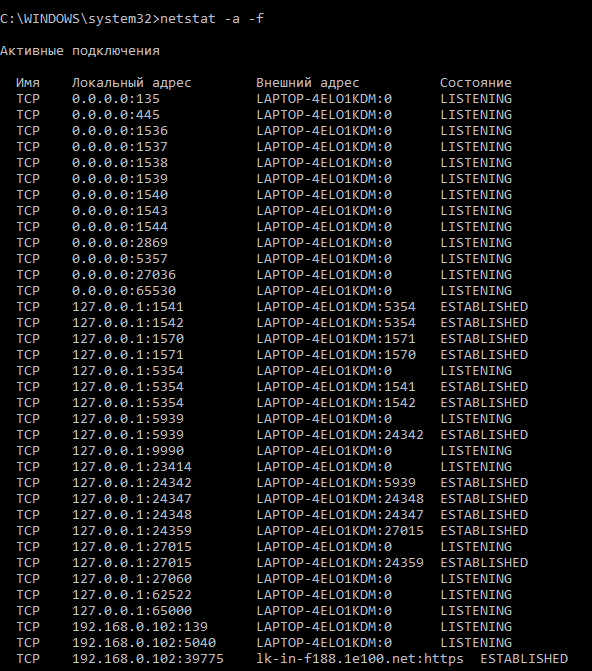 C:\WINDOWS\system32>netstat -a -f
Активные подключения
Имя Локальный адрес Внешний адрес Состояние
TCP 0.0.0.0:135 LAPTOP-4ELO1KDM:0 LISTENING
TCP 0.0.0.0:445 LAPTOP-4ELO1KDM:0 LISTENING
TCP 0.0.0.0:1536 LAPTOP-4ELO1KDM:0 LISTENING
TCP 0.0.0.0:1537 LAPTOP-4ELO1KDM:0 LISTENING
TCP 0.0.0.0:1538 LAPTOP-4ELO1KDM:0 LISTENING
TCP 0.0.0.0:1539 LAPTOP-4ELO1KDM:0 LISTENING
TCP 0.0.0.0:1540 LAPTOP-4ELO1KDM:0 LISTENING
TCP 0.0.0.0:1543 LAPTOP-4ELO1KDM:0 LISTENING
TCP 0.0.0.0:1544 LAPTOP-4ELO1KDM:0 LISTENING
TCP 0.0.0.0:2869 LAPTOP-4ELO1KDM:0 LISTENING
TCP 0.0.0.0:5357 LAPTOP-4ELO1KDM:0 LISTENING
TCP 0.0.0.0:27036 LAPTOP-4ELO1KDM:0 LISTENING
TCP 0.0.0.0:65530 LAPTOP-4ELO1KDM:0 LISTENING
TCP 127.0.0.1:1541 LAPTOP-4ELO1KDM:5354 ESTABLISHED
TCP 127.0.0.1:1542 LAPTOP-4ELO1KDM:5354 ESTABLISHED
TCP 127.0.0.1:1570 LAPTOP-4ELO1KDM:1571 ESTABLISHED
TCP 127.0.0.1:1571 LAPTOP-4ELO1KDM:1570 ESTABLISHED
TCP 127.0.0.1:5354 LAPTOP-4ELO1KDM:0 LISTENING
TCP 127.0.0.1:5354 LAPTOP-4ELO1KDM:1541 ESTABLISHED
TCP 127.0.0.1:5354 LAPTOP-4ELO1KDM:1542 ESTABLISHED
TCP 127.0.0.1:5939 LAPTOP-4ELO1KDM:0 LISTENING
TCP 127.0.0.1:5939 LAPTOP-4ELO1KDM:24342 ESTABLISHED
TCP 127.0.0.1:9990 LAPTOP-4ELO1KDM:0 LISTENING
TCP 127.0.0.1:23414 LAPTOP-4ELO1KDM:0 LISTENING
TCP 127.0.0.1:24342 LAPTOP-4ELO1KDM:5939 ESTABLISHED
TCP 127.0.0.1:24347 LAPTOP-4ELO1KDM:24348 ESTABLISHED
TCP 127.0.0.1:24348 LAPTOP-4ELO1KDM:24347 ESTABLISHED
TCP 127.0.0.1:24359 LAPTOP-4ELO1KDM:27015 ESTABLISHED
TCP 127.0.0.1:27015 LAPTOP-4ELO1KDM:0 LISTENING
TCP 127.0.0.1:27015 LAPTOP-4ELO1KDM:24359 ESTABLISHED
TCP 127.0.0.1:27060 LAPTOP-4ELO1KDM:0 LISTENING
TCP 127.0.0.1:62522 LAPTOP-4ELO1KDM:0 LISTENING
TCP 127.0.0.1:65000 LAPTOP-4ELO1KDM:0 LISTENING
TCP 192.168.0.102:139 LAPTOP-4ELO1KDM:0 LISTENING
TCP 192.168.0.102:5040 LAPTOP-4ELO1KDM:0 LISTENING
TCP 192.168.0.102:39775 lk-in-f188.1e100.net:https ESTABLISHED